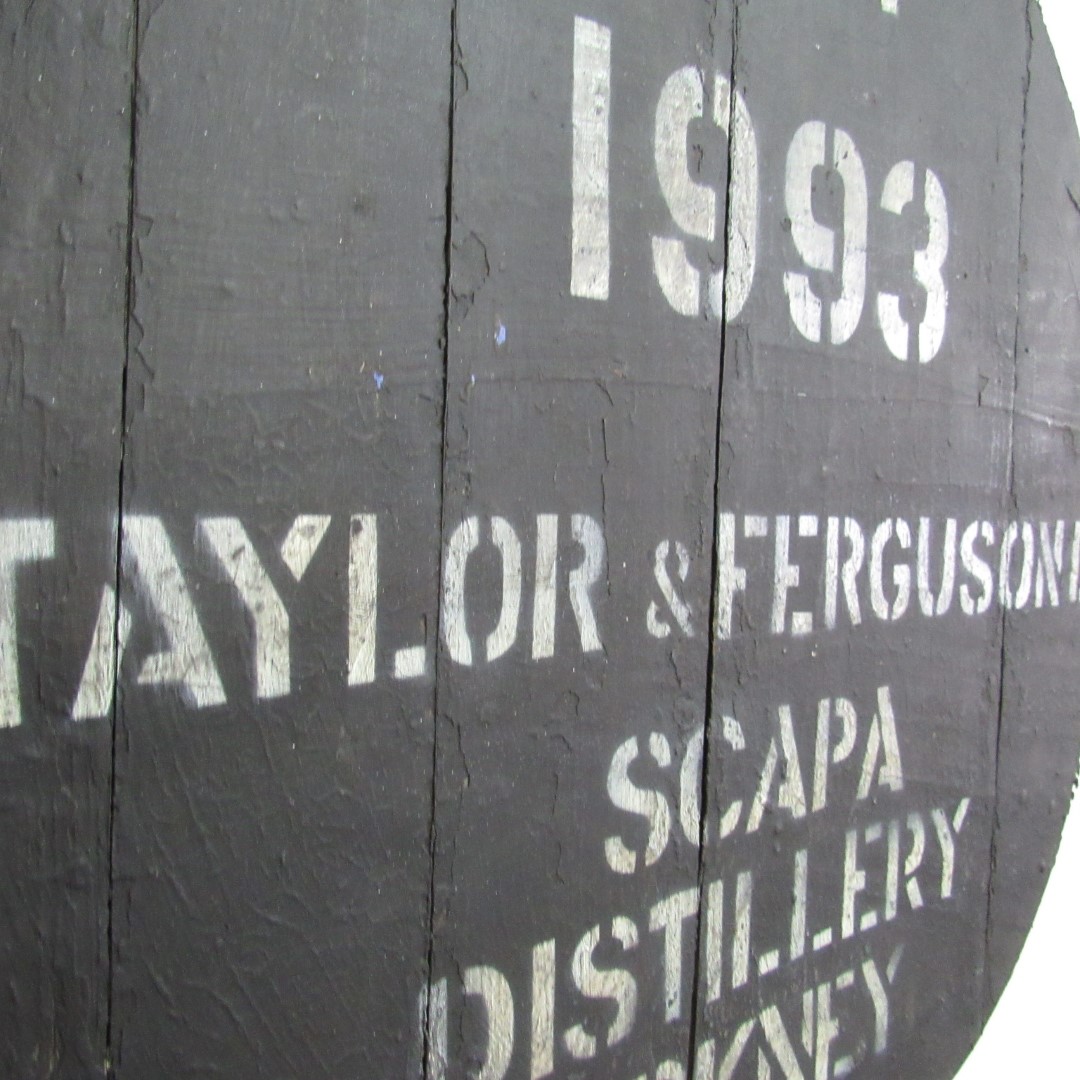 1993
TAYLOR & FERGUSON
SCAPA
DISTILLERY